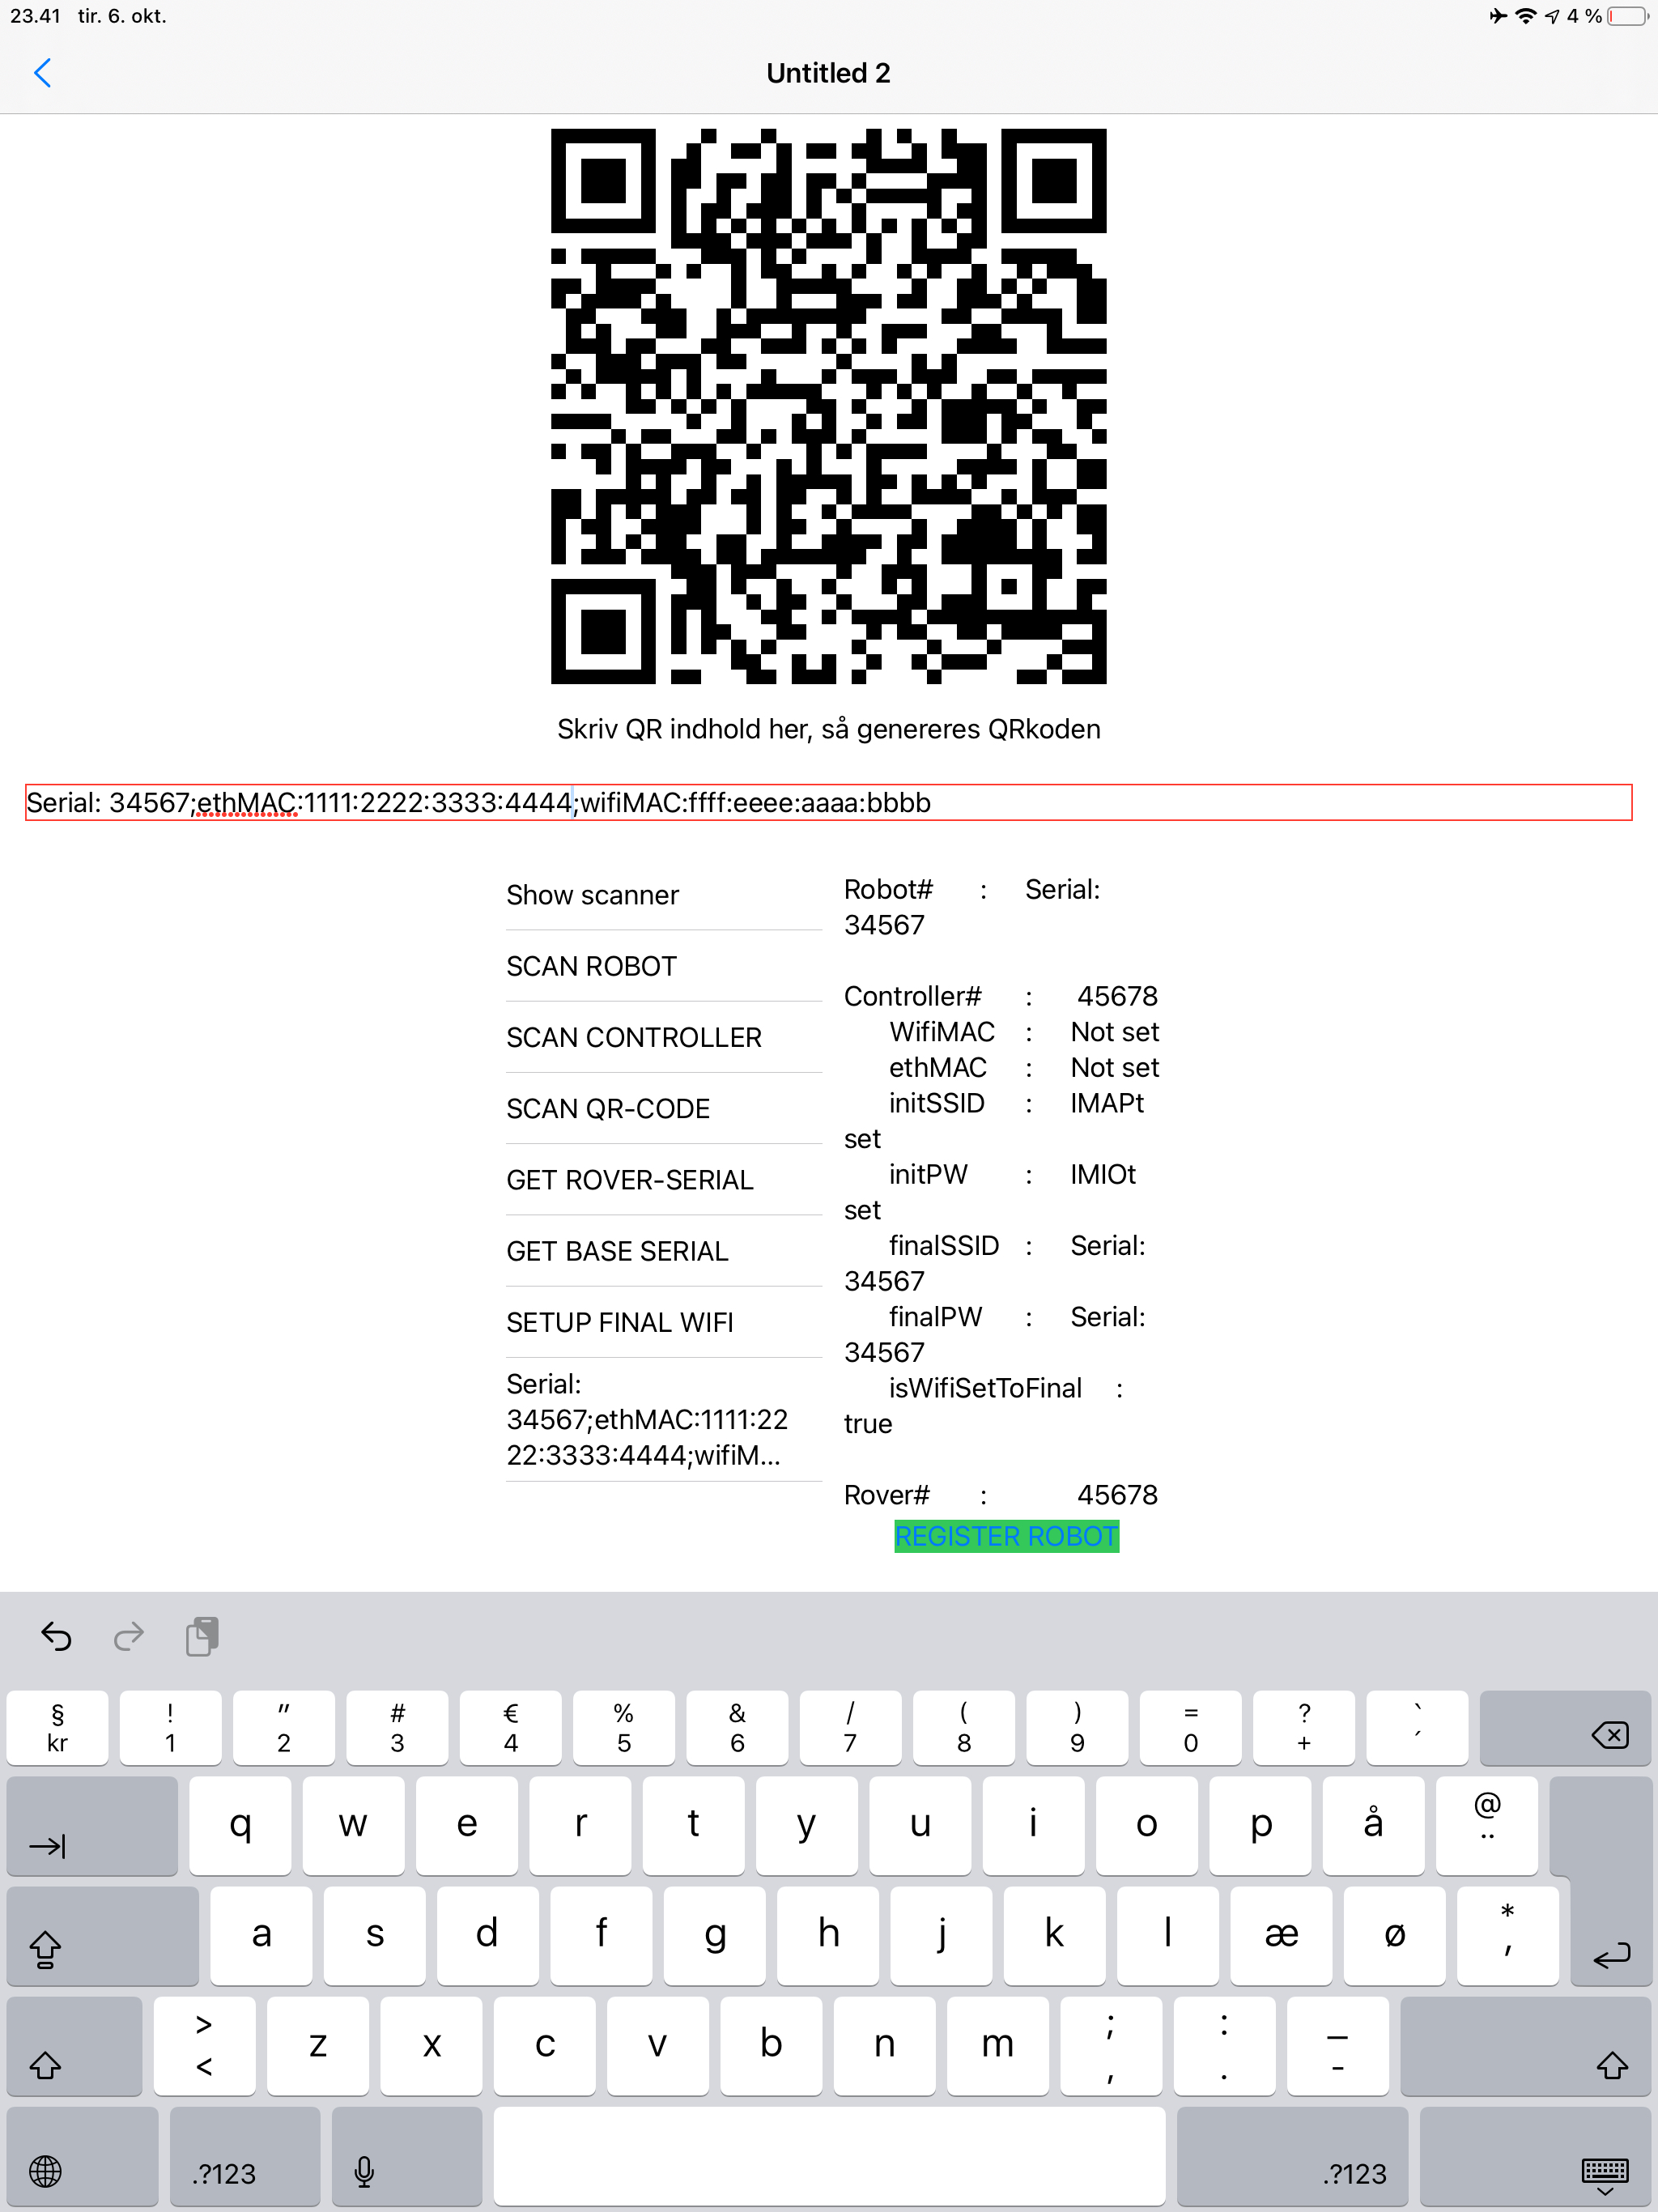 23.41 tir. 6. okt.
4 %
Untitled 2
Skriv QR indhold her, så genereres QRkoden
Serial: 34567;ethMAC:1111:2222:3333:4444;wifiMAC:ffff:eeee:aaaa:bbbb
Show scanner
SCAN ROBOT
SCAN CONTROLLER
SCAN QR-CODE
GET ROVER-SERIAL
GET BASE SERIAL
SETUP FINAL WIFI
Serial:
34567;ethMAC:1111:22
22:3333:4444;wifiM...
Robot# : Serial:
34567
Controller# : 45678
WifiMAC : Not set
ethMAC : Not set
initSSID : IMAPt
set
initPW : IMIOt
set
finalSSID : Serial:
34567
finalPW : Serial:
34567
isWifiSetToFinal :
true
Rover# : 45678
REGISTER ROBOT
§ ! " # € % & / ( ) = ? `
kr 1 2 3 4 5 6 7 8 9 0 + ´
q w e r t y u i o p å @ ¨
a s d f g h j k l æ ø * '
> < z x c v b n m ; , : . _ -
.?123 .?123